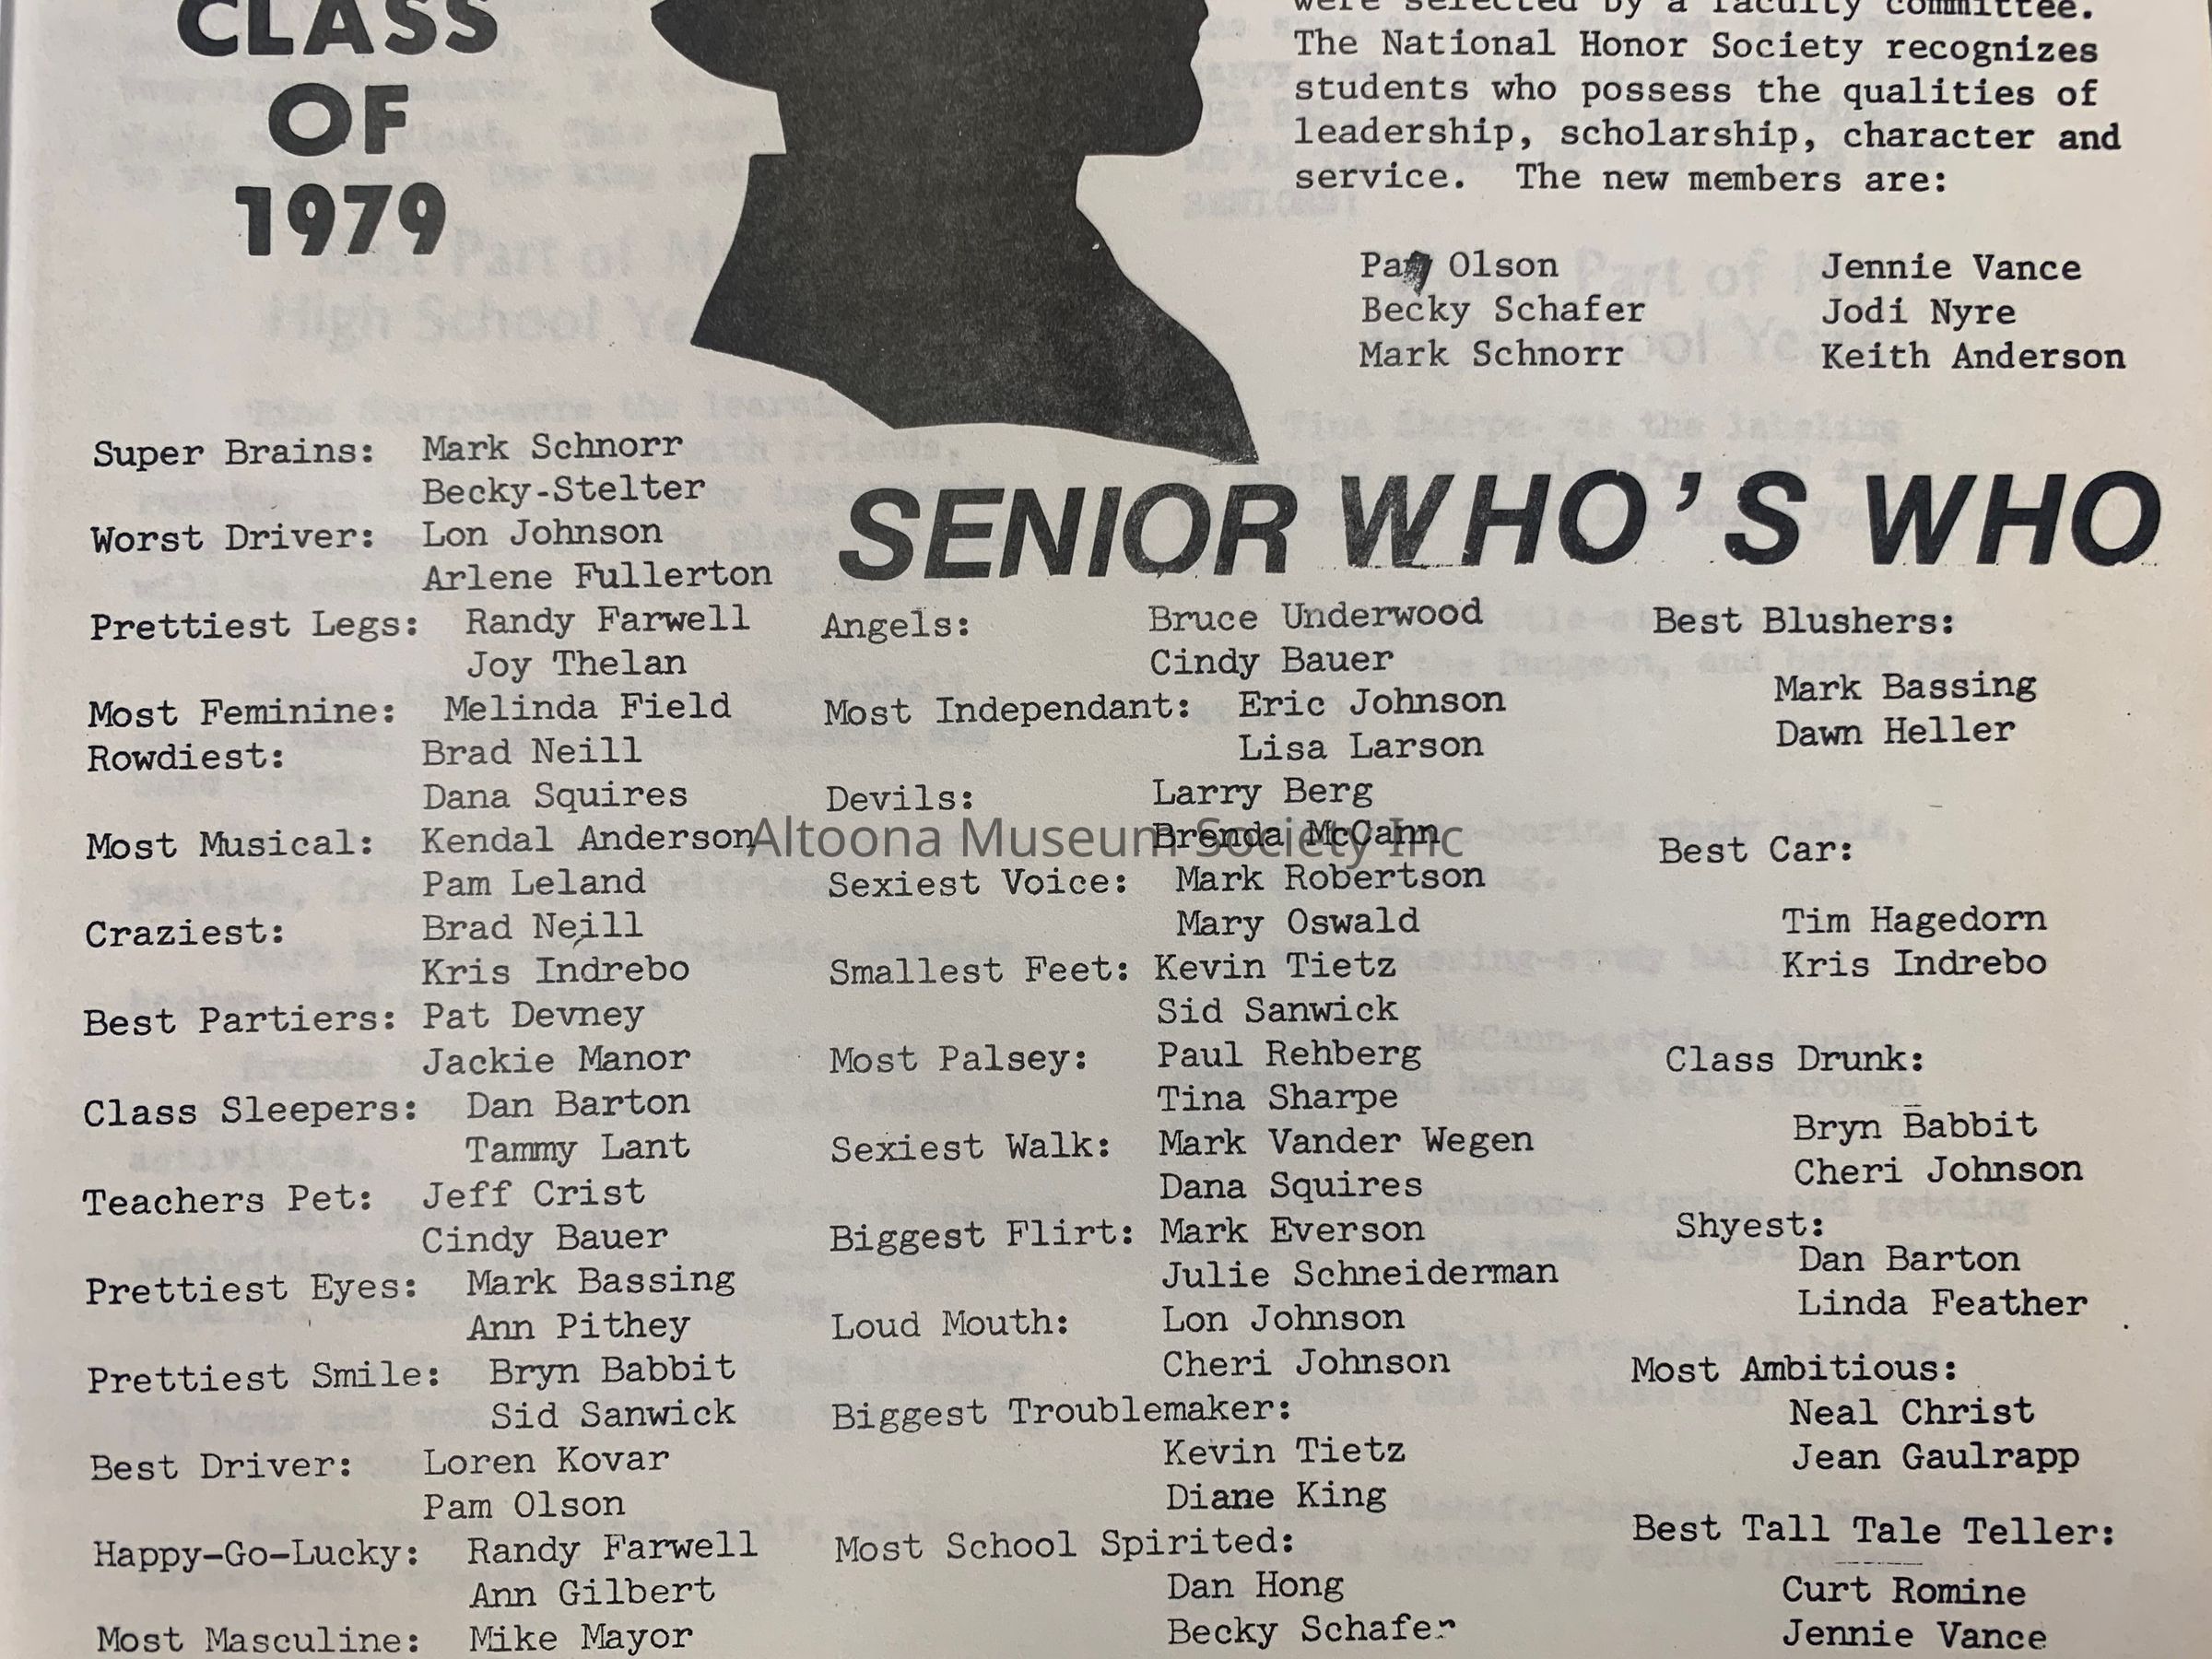 CLASS
OF
1979
were selected by a faculty committee.
The National Honor Society recognizes
students who possess the qualities of
leadership, scholarship, character and
service. The new members are:
Pam Olson Jennie Vance
Becky Schafer Jodi Nyre
Mark Schnorr Keith Anderson
SENIOR WHO'S WHO
Super Brains: Mark Schnorr
Becky-Stelter
Worst Driver: Lon Johnson
Arlene Fullerton
Prettiest Legs: Randy Farwell
Joy Thelan
Most Feminine: Melinda Field
Rowdiest: Brad Neill
Dana Squires
Most Musical: Kendal Anderson
Pam Leland
Craziest: Brad Neill
Kris Indrebo
Best Partiers: Pat Devney
Jackie Manor
Class Sleepers: Dan Barton
Tammy Lant
Teachers Pet: Jeff Crist
Cindy Bauer
Prettiest Eyes: Mark Bassing
Ann Pithey
Prettiest Smile: Bryn Babbit
Sid Sanwick
Best Driver: Loren Kovar
Pam Olson
Happy-Go-Lucky: Randy Farwell
Ann Gilbert
Most Masculine: Mike Mayor
Angels: Bruce Underwood
Cindy Bauer
Most Independant: Eric Johnson
Lisa Larson
Devils: Larry Berg
Brenda McCann
Sexiest Voice: Mark Robertson
Mary Oswald
Smallest Feet: Kevin Tietz
Sid Sanwick
Most Palsey: Paul Rehberg
Tina Sharpe
Sexiest Walk: Mark Vander Wegen
Dana Squires
Biggest Flirt: Mark Everson
Julie Schneiderman
Loud Mouth: Lon Johnson
Cheri Johnson
Biggest Troublemaker:
Kevin Tietz
Diane King
Most School Spirited:
Dan Hong
Becky Schafer
Best Blushers:
Mark Bassing
Dawn Heller
Best Car:
Tim Hagedorn
Kris Indrebo
Class Drunk:
Bryn Babbit
Cheri Johnson
Shyest:
Dan Barton
Linda Feather
Most Ambitious:
Neal Christ
Jean Gaulrapp
Best Tall Tale Teller:
Curt Romine
Jennie Vance
Altoona Museum Society Inc